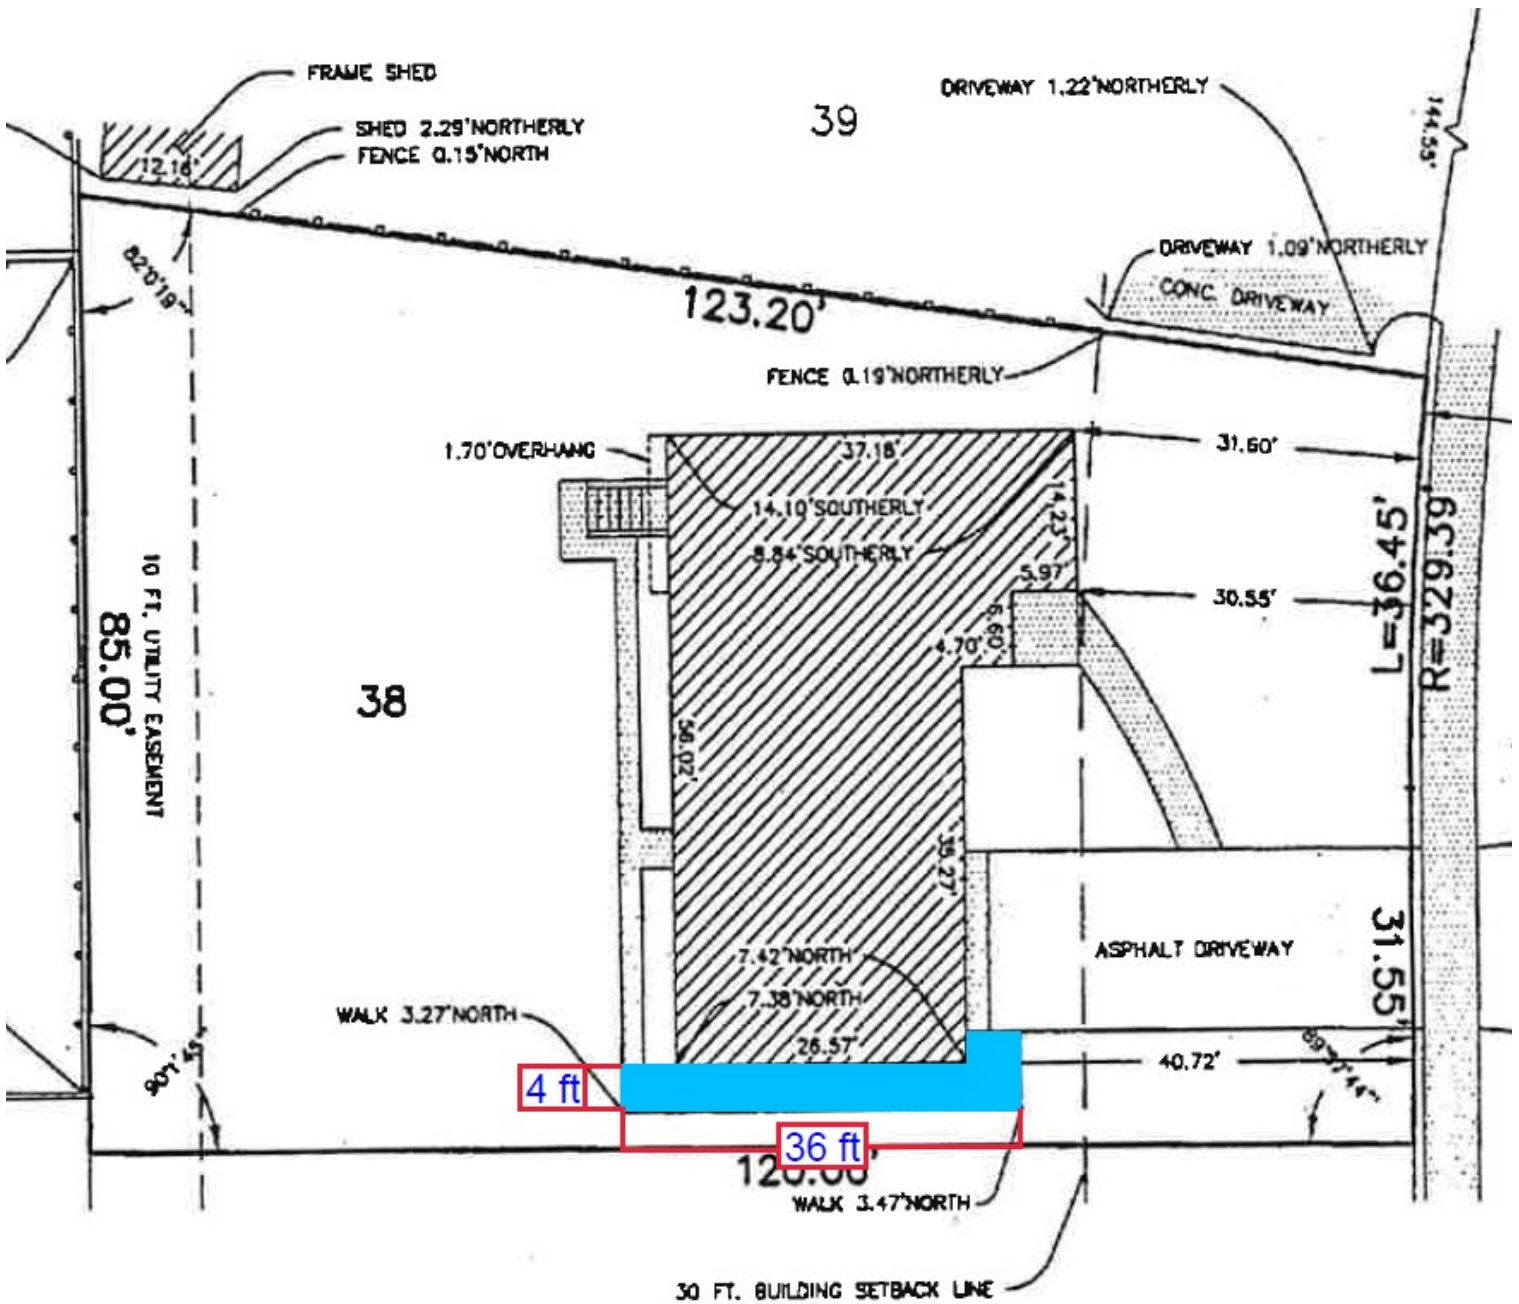 FRAME SHED
DRIVEWAY 1.22'NORTHERLY
39
SHED 2.29'NORTHERLY
FENCE 0.15'NORTH
12.16'
144.55'
DRIVEWAY 1.09'NORTHERLY
CONC. DRIVEWAY
82°0'19"
123.20'
FENCE 0.19'NORTHERLY
1.70'OVERHANG
37.18'
31.60'
14.10'SOUTHERLY
14.23'
8.84'SOUTHERLY
5.97'
30.55'
6.60'
4.70'
L=36.45'
R=329.39
10 FT. UTILITY EASEMENT
85.00'
38
56.02'
35.27'
7.42'NORTH
ASPHALT DRIVEWAY
31.55'
7.38'NORTH
WALK 3.27'NORTH
26.57'
40.72'
4 ft
36 ft
120.00'
WALK 3.47'NORTH
30 FT. BUILDING SETBACK LINE